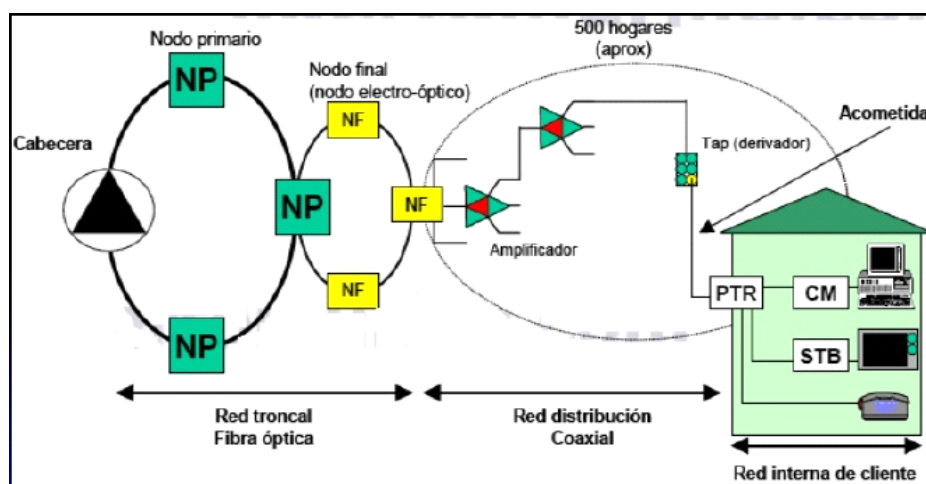 Nodo primario
NP
Cabecera
NP
NP
Nodo final
(nodo electro-óptico)
NF
NF
NF
500 hogares
(aprox)
Amplificador
Tap (derivador)
Acometida
PTR
CM
STB
Red troncal
Fibra óptica
Red distribución
Coaxial
Red interna de cliente